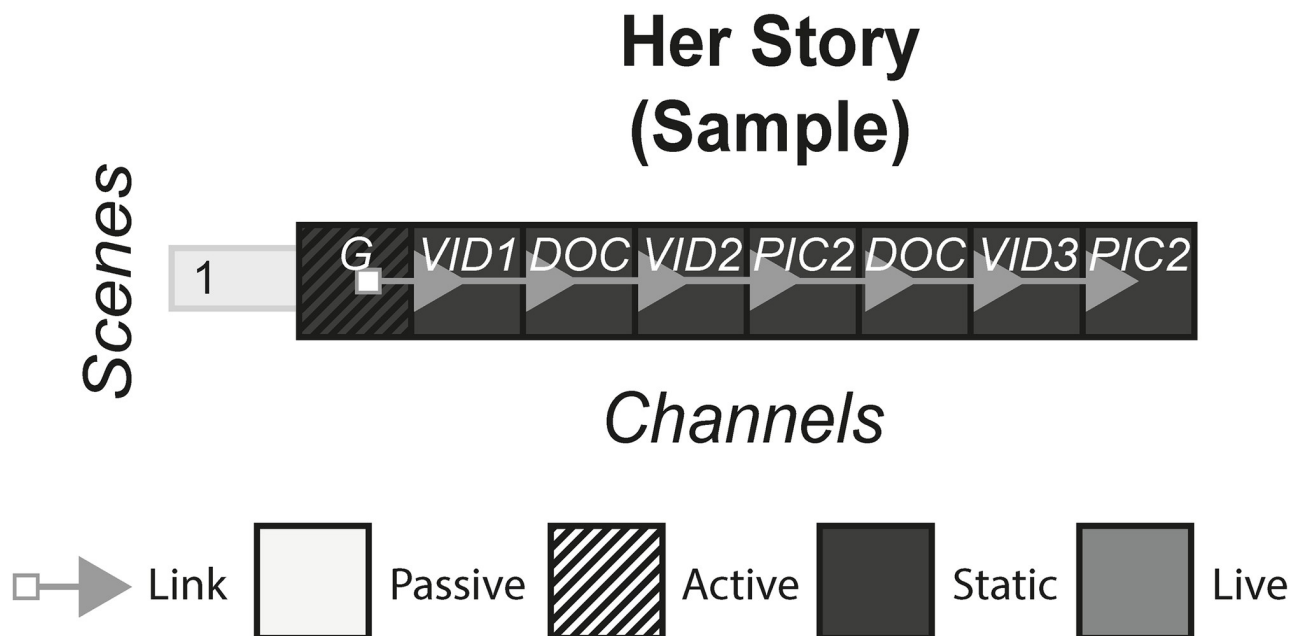 Her Story
(Sample)
Scenes
1
G VID1 DOC VID2 PIC2 DOC VID3 PIC2
Channels
Link Passive Active Static Live